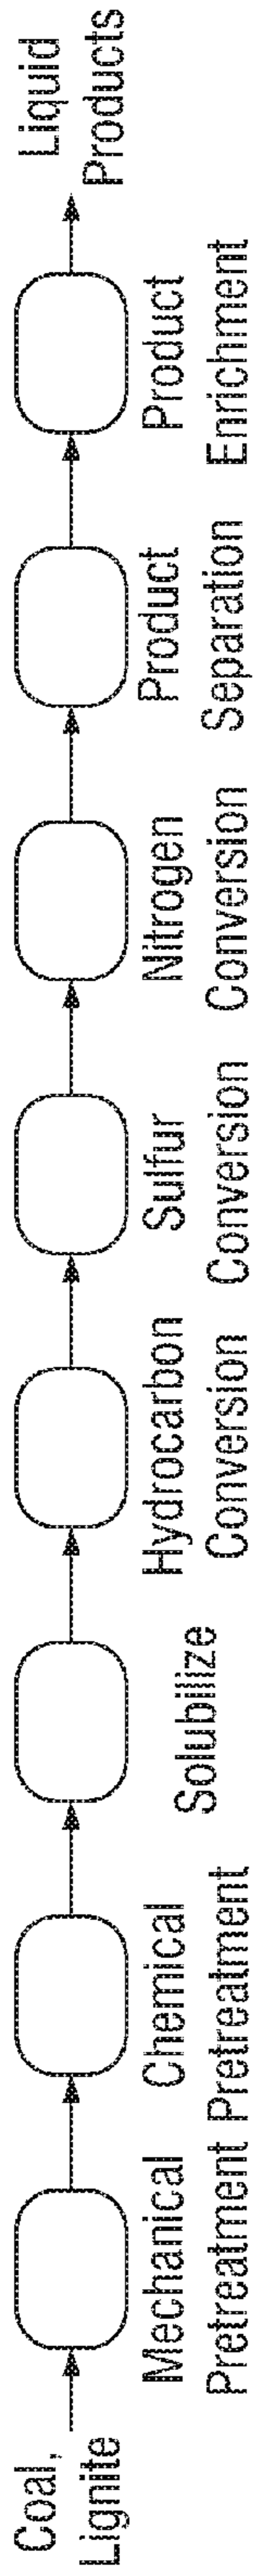 Coal,
Lignite
Mechanical
Pretreatment
Chemical
Pretreatment
Solubilize
Hydrocarbon
Conversion
Sulfur
Conversion
Nitrogen
Conversion
Product
Separation
Product
Enrichment
Liquid
Products